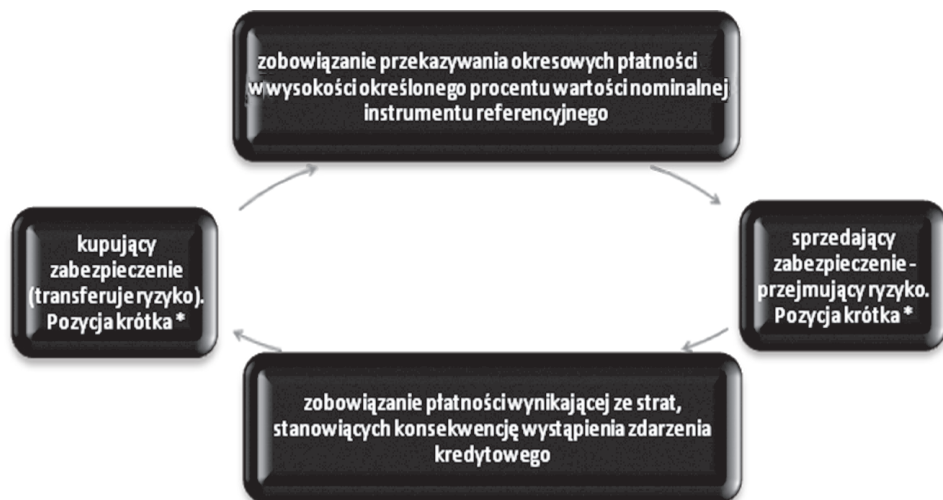 zobowiązanie przekazywania okresowych płatności
w wysokości określonego procentu wartości nominalnej
instrumentu referencyjnego
kupujący
zabezpieczenie
(transferuje ryzyko).
Pozycja krótka *
sprzedający
zabezpieczenie -
przejmujący ryzyko.
Pozycja krótka *
zobowiązanie płatności wynikającej ze strat,
stanowiących konsekwencję wystąpienia zdarzenia
kredytowego